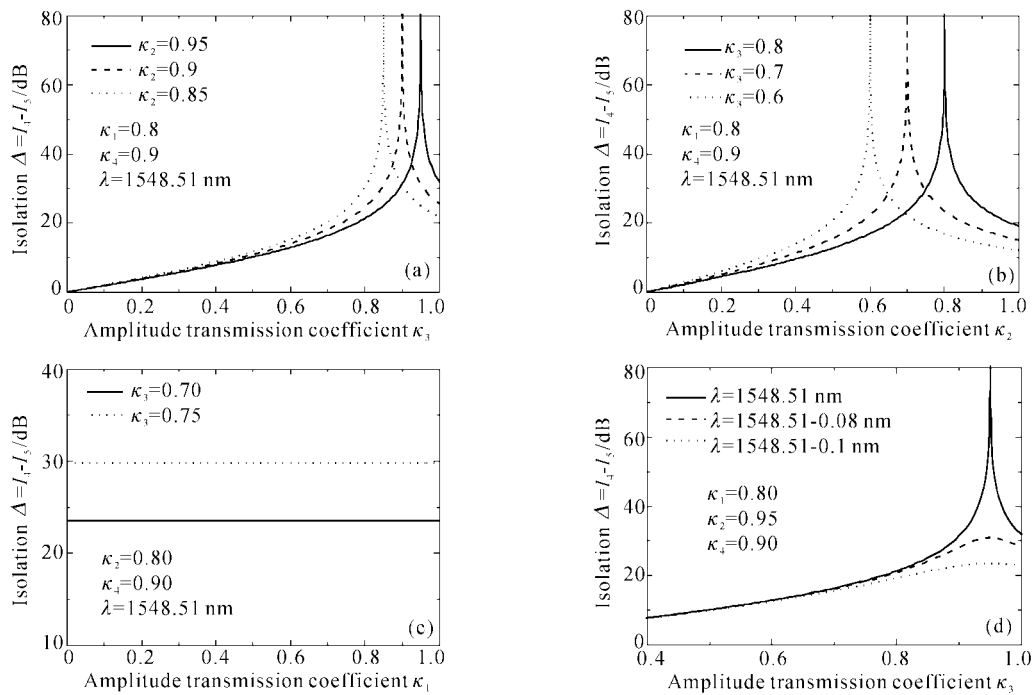 80
60
40
20
0
Isolation Δ=I₄-I₅/dB
κ₂=0.95
κ₂=0.9
κ₂=0.85
κ₁=0.8
κ₄=0.9
λ=1548.51 nm
(a)
0 0.2 0.4 0.6 0.8 1.0
Amplitude transmission coefficient κ₃
80
60
40
20
0
Isolation Δ=I₄-I₅/dB
κ₃=0.8
κ₃=0.7
κ₃=0.6
κ₁=0.8
κ₄=0.9
λ=1548.51 nm
(b)
0 0.2 0.4 0.6 0.8 1.0
Amplitude transmission coefficient κ₂
40
30
20
10
Isolation Δ=I₄-I₅/dB
κ₃=0.70
κ₃=0.75
κ₂=0.80
κ₄=0.90
λ=1548.51 nm
(c)
0 0.2 0.4 0.6 0.8 1.0
Amplitude transmission coefficient κ₁
80
60
40
20
0
Isolation Δ=I₄-I₅/dB
λ=1548.51 nm
λ=1548.51-0.08 nm
λ=1548.51-0.1 nm
κ₁=0.80
κ₂=0.95
κ₄=0.90
(d)
0.4 0.6 0.8 1.0
Amplitude transmission coefficient κ₃